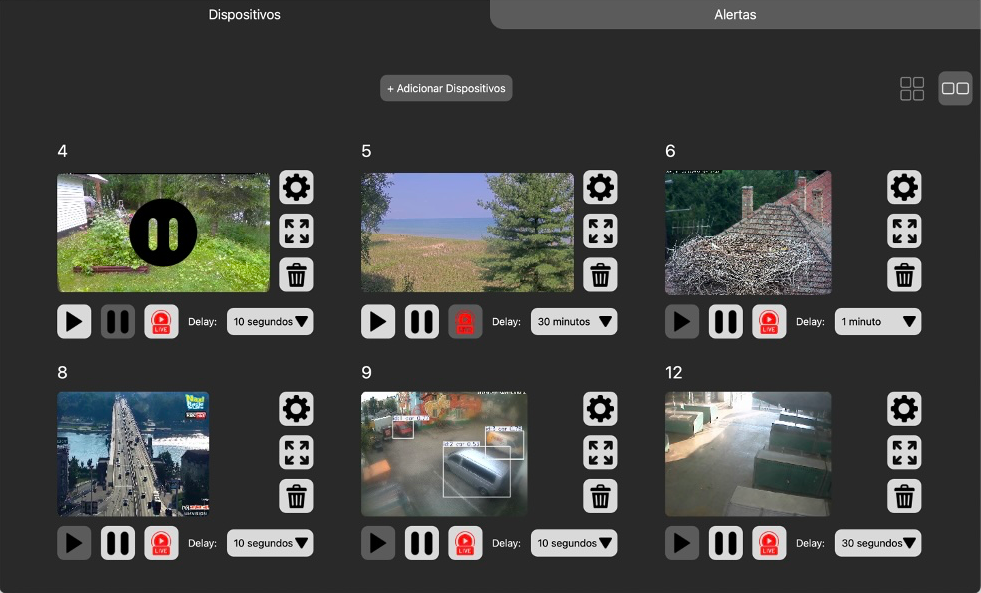 Dispositivos
Alertas
+ Adicionar Dispositivos
4
5
6
LIVE
Delay:
10 segundos
Delay:
30 minutos
LIVE
Delay:
1 minuto
8
9
12
LIVE
Delay:
10 segundos
LIVE
Delay:
10 segundos
LIVE
Delay:
30 segundos